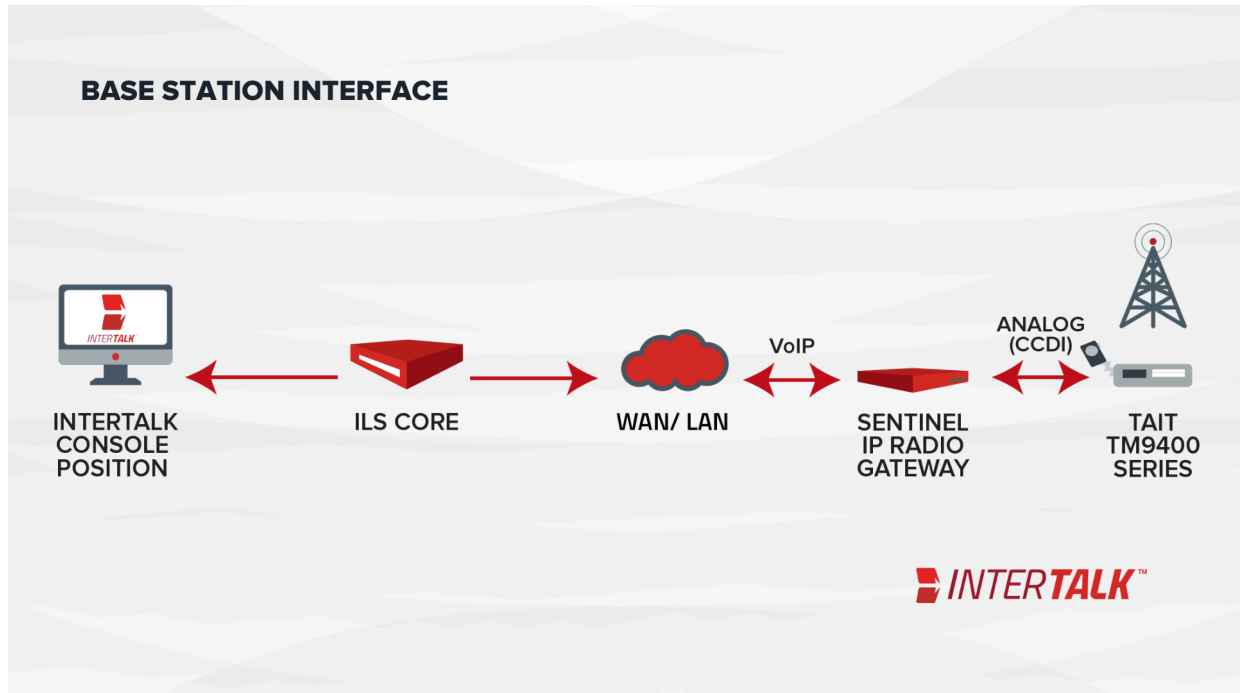 BASE STATION INTERFACE
INTERTALK
VoIP
ANALOG
(CCDI)
INTERTALK
CONSOLE
POSITION
ILS CORE
WAN/ LAN
SENTINEL
IP RADIO
GATEWAY
TAIT
TM9400
SERIES
INTERTALK™